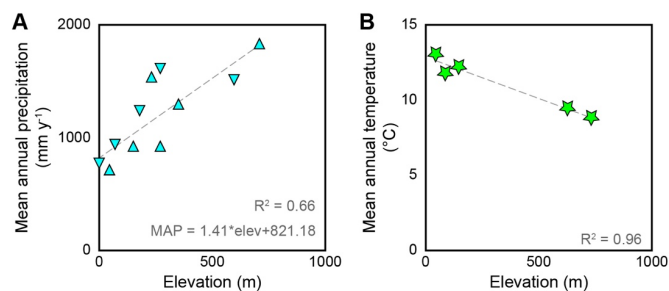 A
Mean annual precipitation
(mm y⁻¹)
2000
1000
0
R² = 0.66
MAP = 1.41*elev+821.18
0
500
1000
Elevation (m)
B
Mean annual temperature
(°C)
15
10
5
0
R² = 0.96
0
500
1000
Elevation (m)